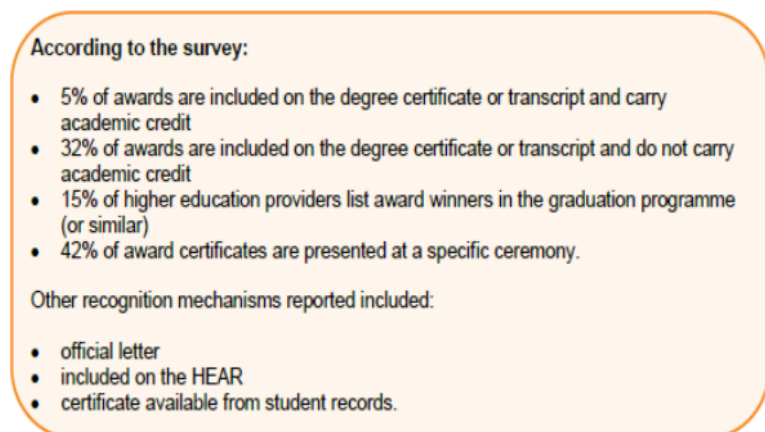 According to the survey:
• 5% of awards are included on the degree certificate or transcript and carry
academic credit
• 32% of awards are included on the degree certificate or transcript and do not carry
academic credit
• 15% of higher education providers list award winners in the graduation programme
(or similar)
• 42% of award certificates are presented at a specific ceremony.
Other recognition mechanisms reported included:
• official letter
• included on the HEAR
• certificate available from student records.